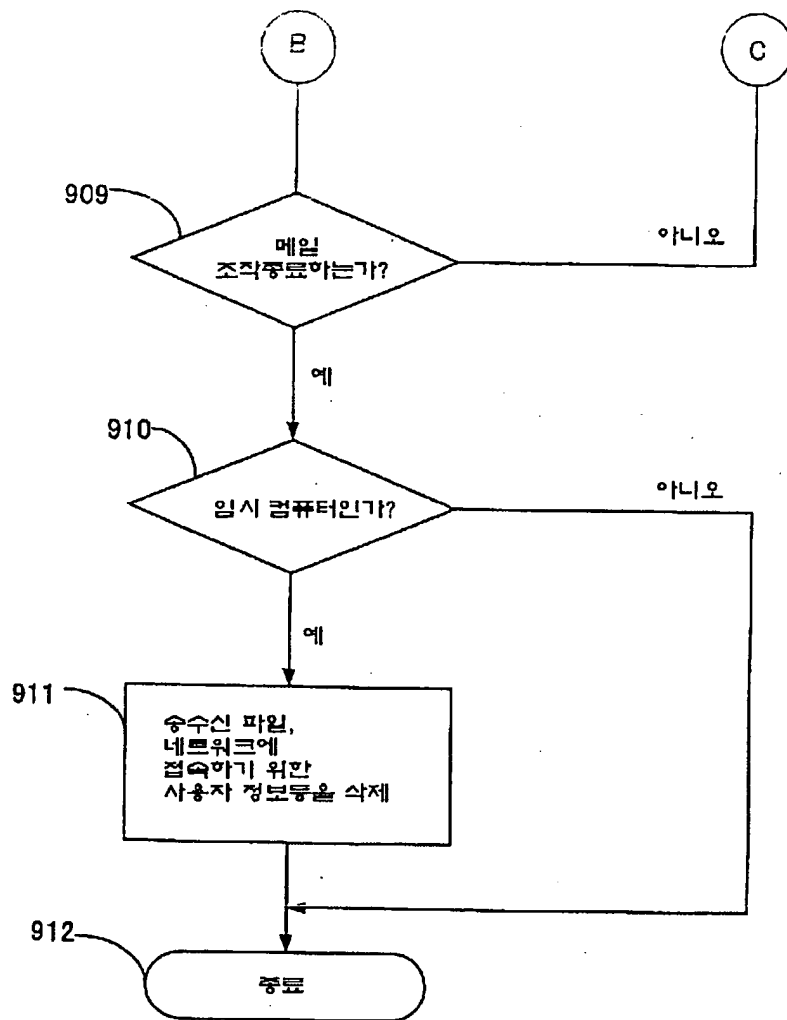 B
C
909
메일
조작종료하는가?
아니오
예
910
임시 컴퓨터인가?
아니오
예
911
송수신 파일,
네트워크에
접속하기 위한
사용자 정보등을 삭제
912
종료